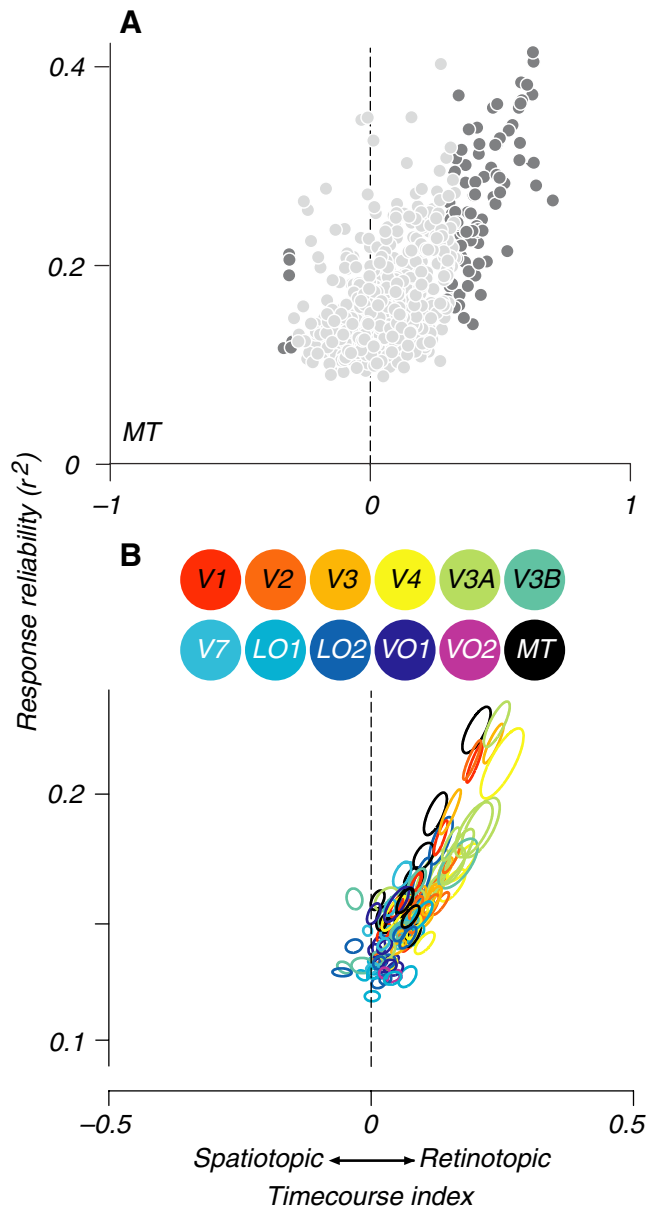 A
0.4
0.2
MT
0
−1
0
1
Response reliability (r²)
B
V1 V2 V3 V4 V3A V3B
V7 LO1 LO2 VO1 VO2 MT
0.2
0.1
−0.5
0
0.5
Spatiotopic Retinotopic
Timecourse index